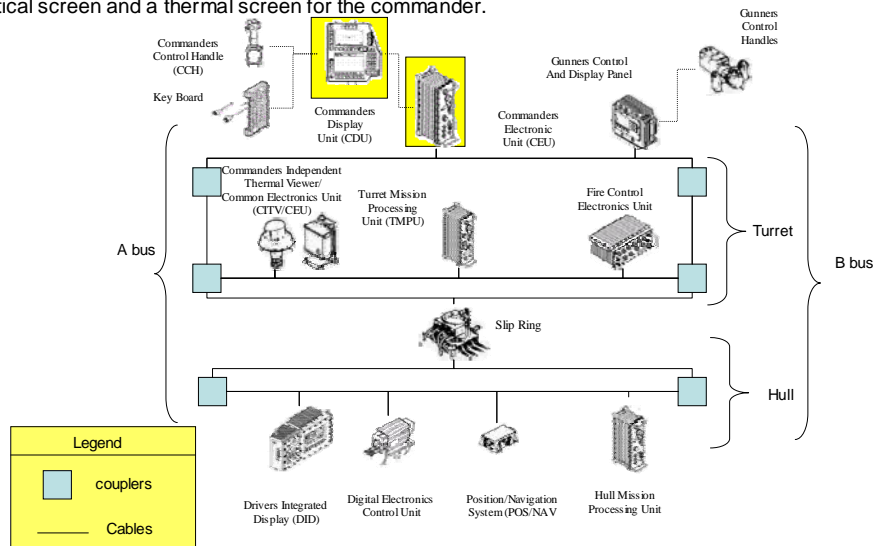 tical screen and a thermal screen for the commander.
Gunners
Control
Handles
Commanders
Control Handle
(CCH)
Gunners Control
And Display Panel
Key Board
Commanders
Display
Unit (CDU)
Commanders
Electronic
Unit (CEU)
Commanders Independent
Thermal Viewer/
Common Electronics Unit
(CITV/CEU)
Turret Mission
Processing
Unit (TMPU)
Fire Control
Electronics Unit
Turret
A bus
B bus
Slip Ring
Hull
Legend
couplers
Cables
Drivers Integrated
Display (DID)
Digital Electronics
Control Unit
Position/Navigation
System (POS/NAV
Hull Mission
Processing Unit